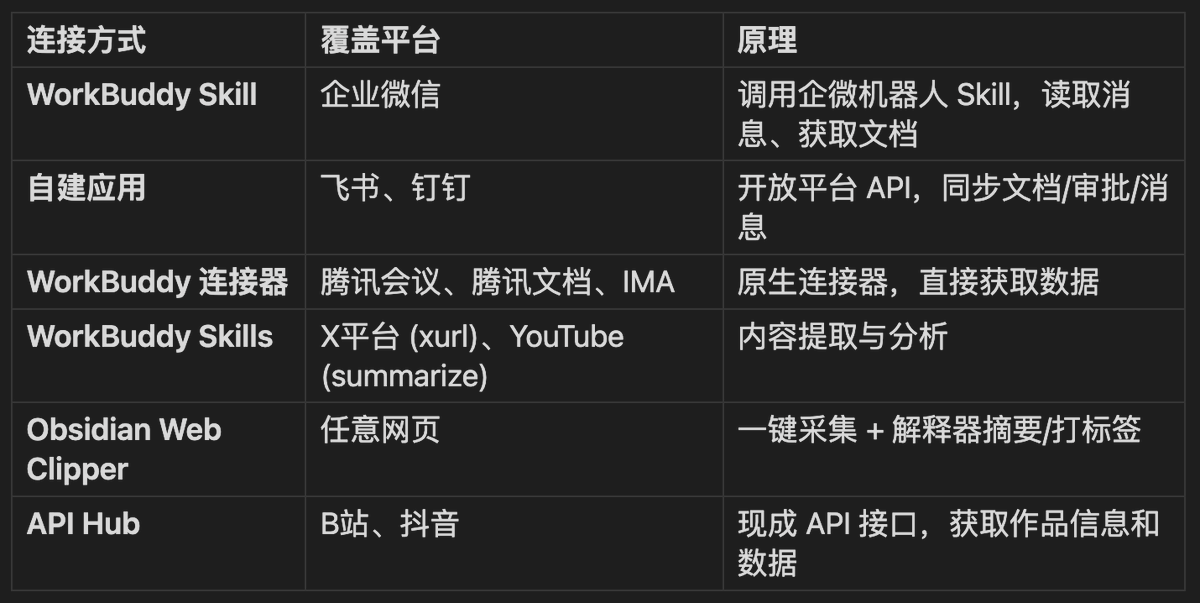 连接方式 覆盖平台 原理
WorkBuddy Skill 企业微信 调用企微机器人 Skill，读取消
息、获取文档
自建应用 飞书、钉钉 开放平台 API，同步文档/审批/消
息
WorkBuddy 连接器 腾讯会议、腾讯文档、IMA 原生连接器，直接获取数据
WorkBuddy Skills X平台 (xurl)、YouTube 内容提取与分析
(summarize)
Obsidian Web 任意网页 一键采集 + 解释器摘要/打标签
Clipper
API Hub B站、抖音 现成 API 接口，获取作品信息和
数据